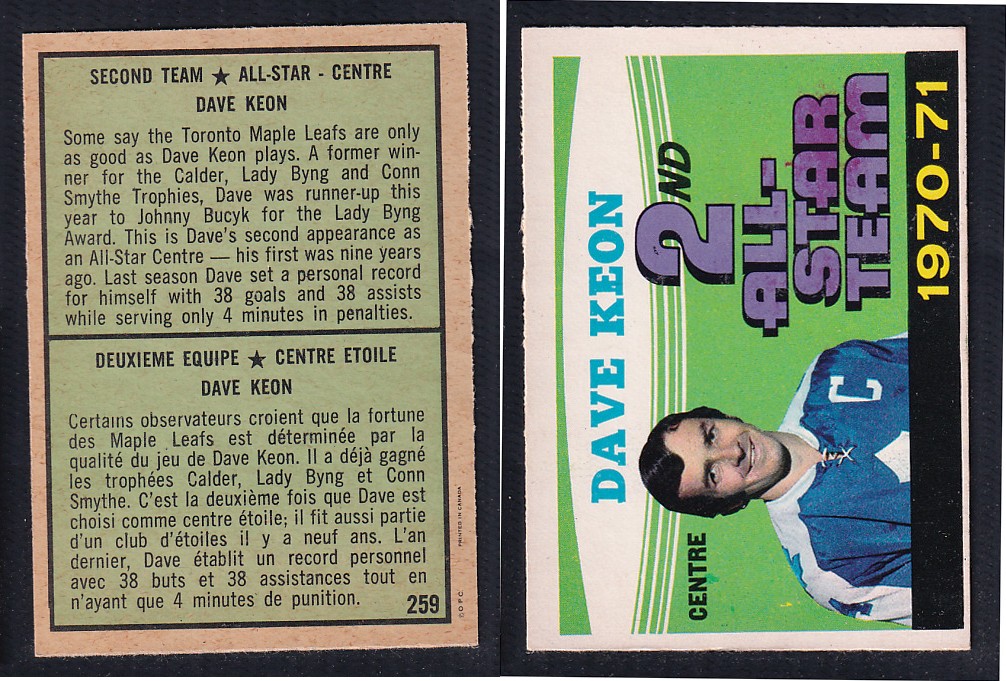 SECOND TEAM ★ ALL-STAR - CENTRE
DAVE KEON
Some say the Toronto Maple Leafs are only
as good as Dave Keon plays. A former win-
ner for the Calder, Lady Byng and Conn
Smythe Trophies, Dave was runner-up this
year to Johnny Bucyk for the Lady Byng
Award. This is Dave's second appearance as
an All-Star Centre — his first was nine years
ago. Last season Dave set a personal record
for himself with 38 goals and 38 assists
while serving only 4 minutes in penalties.
DEUXIEME EQUIPE ★ CENTRE ETOILE
DAVE KEON
Certains observateurs croient que la fortune
des Maple Leafs est déterminée par la
qualité du jeu de Dave Keon. Il a déjà gagné
les trophées Calder, Lady Byng et Conn
Smythe. C'est la deuxième fois que Dave est
choisi comme centre étoile; il fit aussi partie
d'un club d'étoiles il y a neuf ans. L'an
dernier, Dave établit un record personnel
avec 38 buts et 38 assistances tout en
n'ayant que 4 minutes de punition.
259
© O.P.C. PRINTED IN CANADA
DAVE KEON
CENTRE
2ND
ALL-
STAR
TEAM
C
1970-71